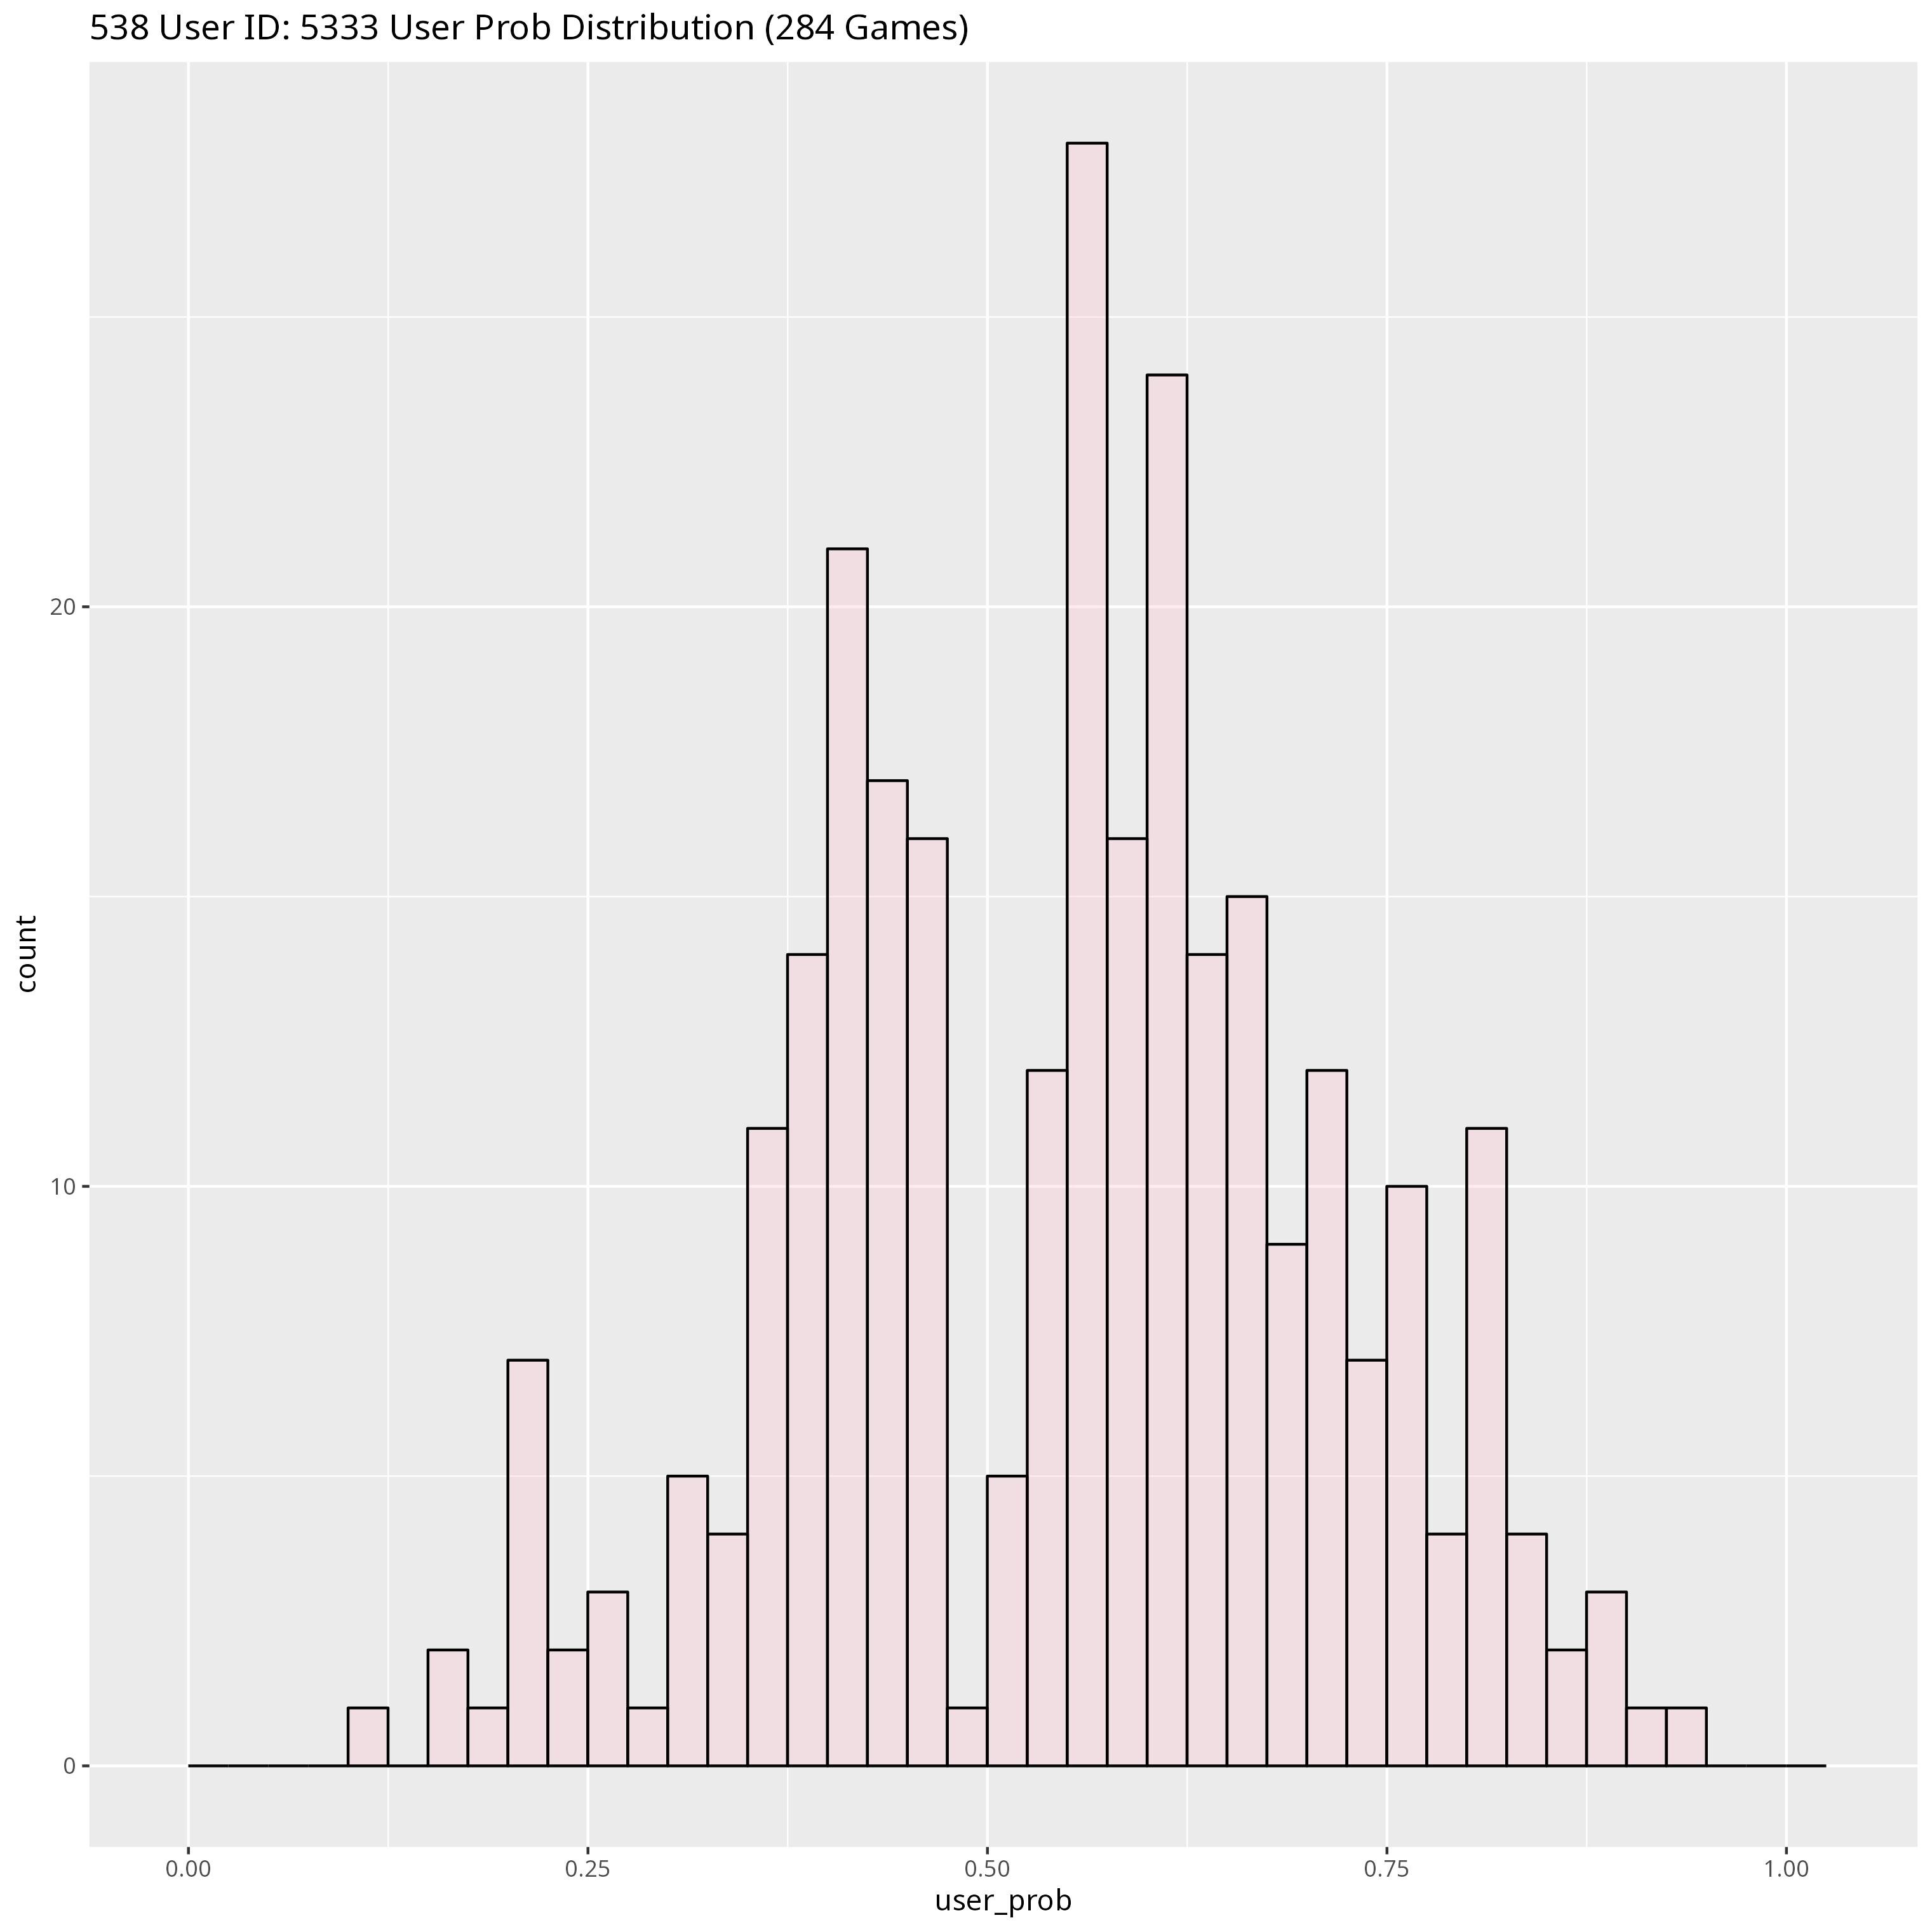 538 User ID: 5333 User Prob Distribution (284 Games)
count
20
10
0
0.00 0.25 0.50 0.75 1.00
user_prob